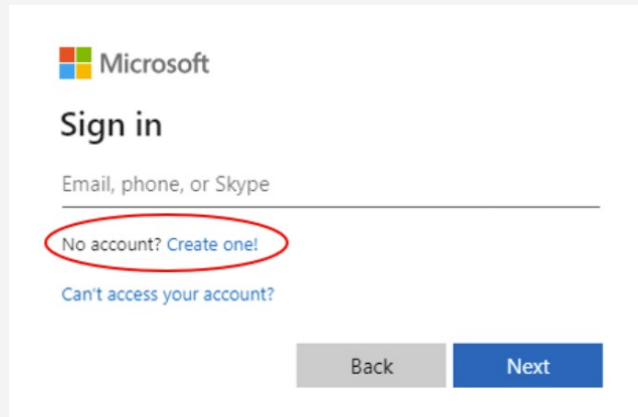 Microsoft
Sign in
Email, phone, or Skype
No account? Create one!
Can't access your account?
Back Next